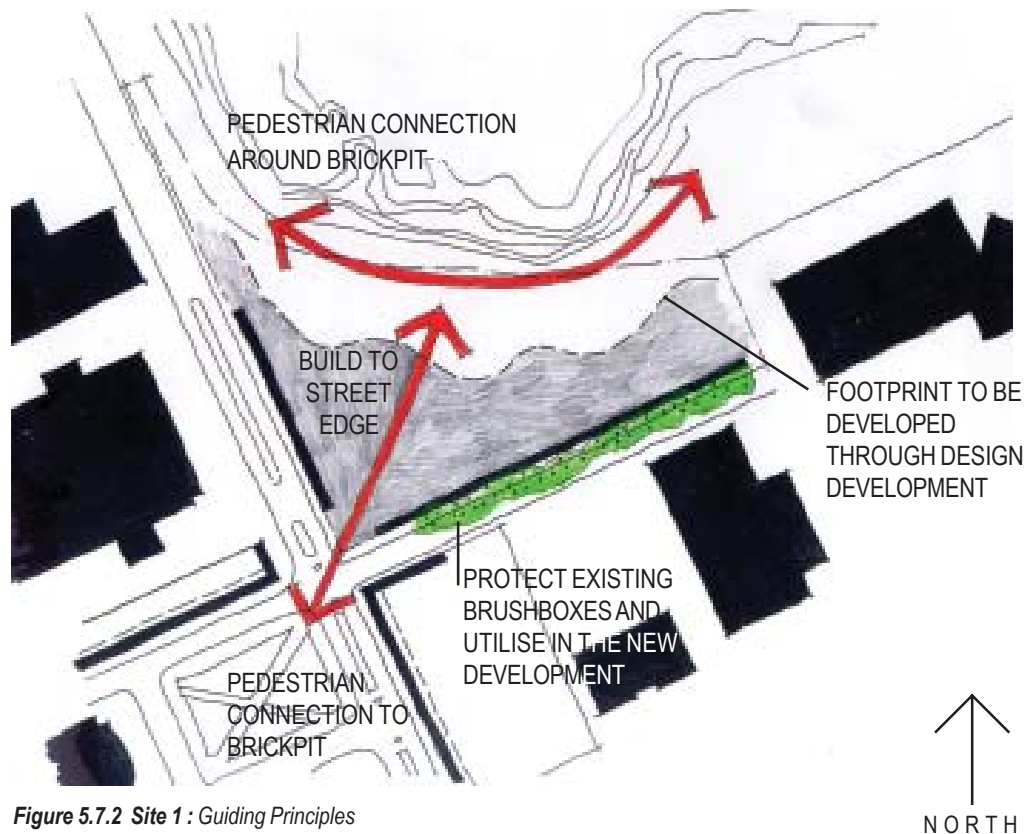 PEDESTRIAN CONNECTION
AROUND BRICKPIT
BUILD TO
STREET
EDGE
FOOTPRINT TO BE
DEVELOPED
THROUGH DESIGN
DEVELOPMENT
PROTECT EXISTING
BRUSHBOXES AND
UTILISE IN THE NEW
DEVELOPMENT
PEDESTRIAN
CONNECTION TO
BRICKPIT
Figure 5.7.2 Site 1 : Guiding Principles
NORTH